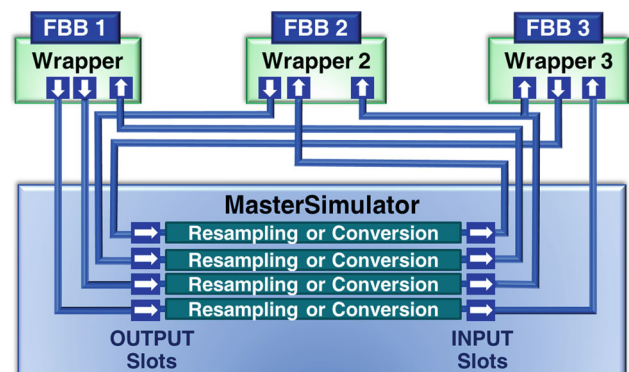 FBB 1
FBB 2
FBB 3
Wrapper
Wrapper 2
Wrapper 3
MasterSimulator
Resampling or Conversion
Resampling or Conversion
Resampling or Conversion
Resampling or Conversion
OUTPUT
Slots
INPUT
Slots